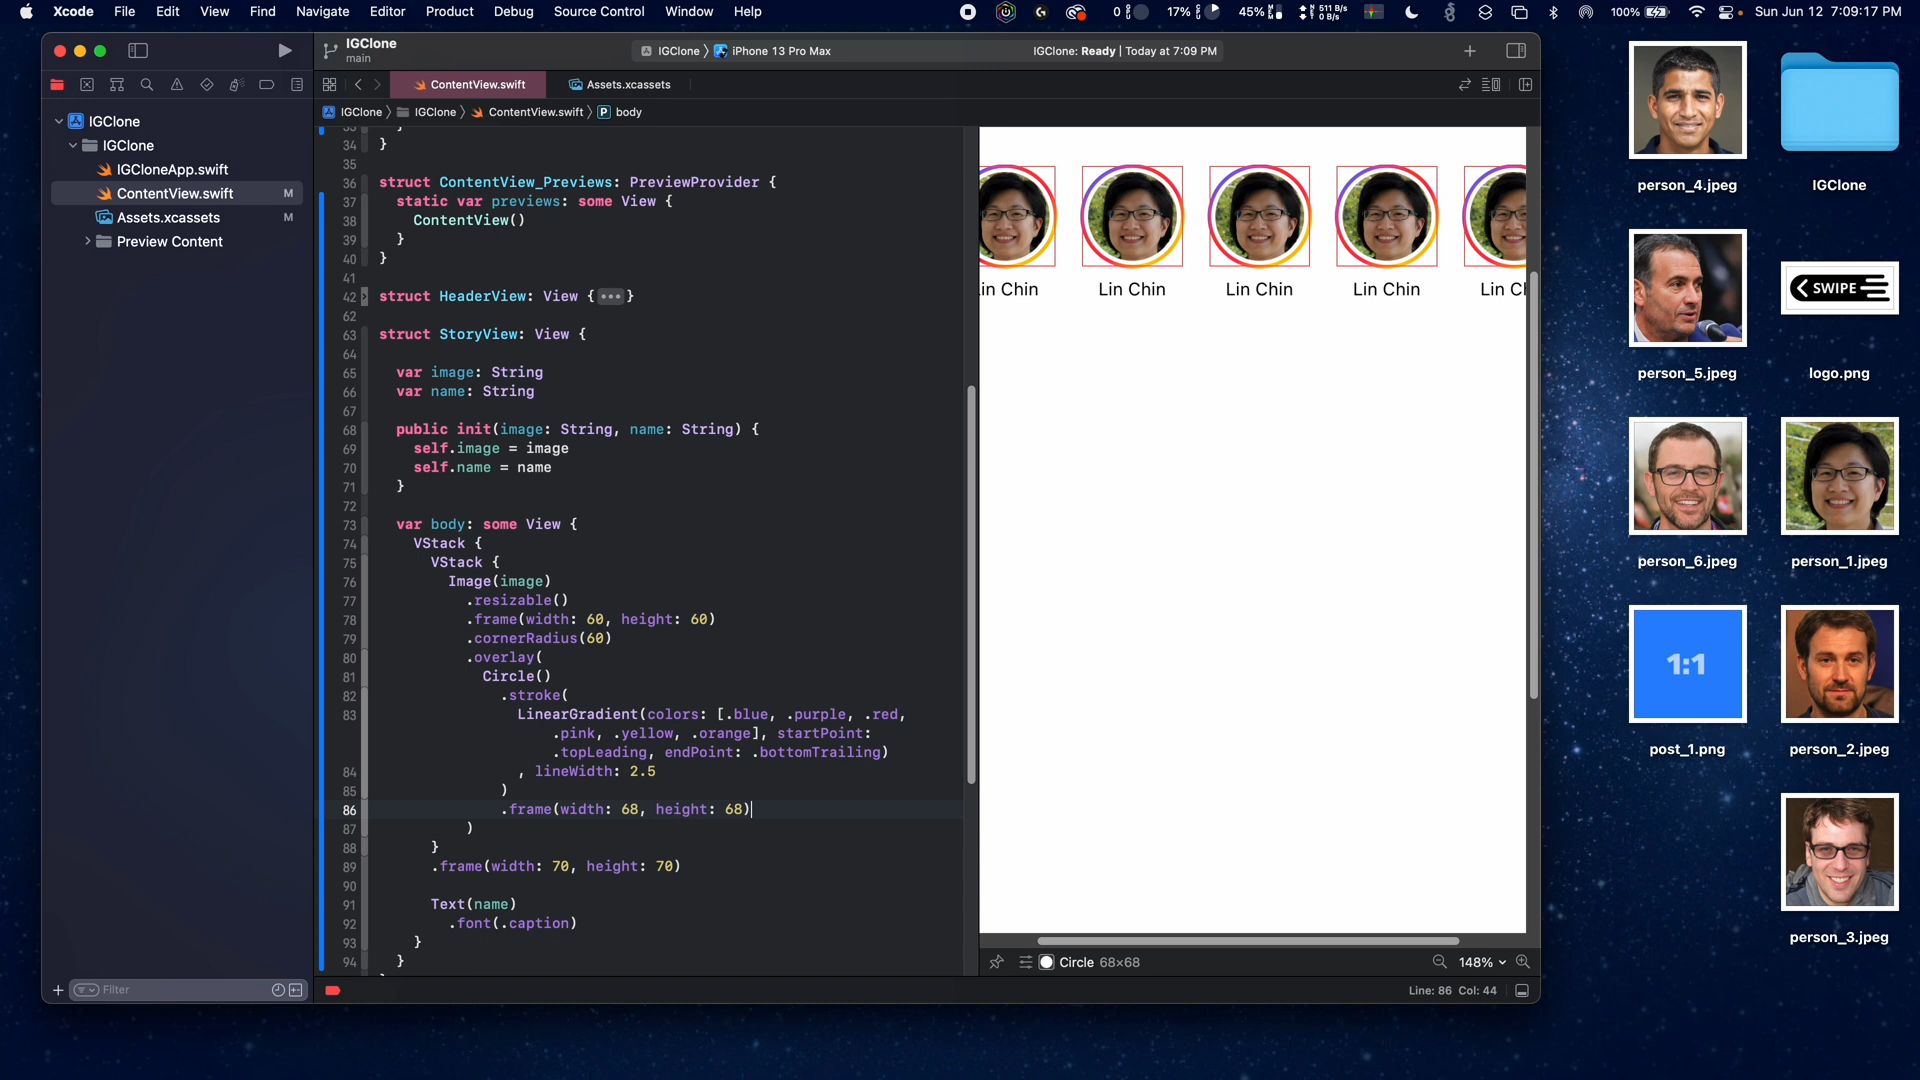 Xcode File Edit View Find Navigate Editor Product Debug Source Control Window Help
0 17% 45% 511 B/s 0 B/s 100% Sun Jun 12 7:09:17 PM
IGClone
main
IGClone iPhone 13 Pro Max
IGClone: Ready | Today at 7:09 PM
ContentView.swift
Assets.xcassets
IGClone IGClone ContentView.swift P body
IGClone
IGClone
IGCloneApp.swift
ContentView.swift M
Assets.xcassets M
Preview Content
33 }
34 }
35
36 struct ContentView_Previews: PreviewProvider {
37 static var previews: some View {
38 ContentView()
39 }
40 }
41
42 struct HeaderView: View {•••}
62
63 struct StoryView: View {
64
65 var image: String
66 var name: String
67
68 public init(image: String, name: String) {
69 self.image = image
70 self.name = name
71 }
72
73 var body: some View {
74 VStack {
75 VStack {
76 Image(image)
77 .resizable()
78 .frame(width: 60, height: 60)
79 .cornerRadius(60)
80 .overlay(
81 Circle()
82 .stroke(
83 LinearGradient(colors: [.blue, .purple, .red,
.pink, .yellow, .orange], startPoint:
.topLeading, endPoint: .bottomTrailing)
84 , lineWidth: 2.5
85 )
86 .frame(width: 68, height: 68)
87 )
88 }
89 .frame(width: 70, height: 70)
90
91 Text(name)
92 .font(.caption)
93 }
94 }
in Chin Lin Chin Lin Chin Lin Chin Lin Cl
Circle 68×68
148%
Filter
Line: 86 Col: 44
person_4.jpeg
IGClone
person_5.jpeg
SWIPE
logo.png
person_6.jpeg
person_1.jpeg
1:1
post_1.png
person_2.jpeg
person_3.jpeg